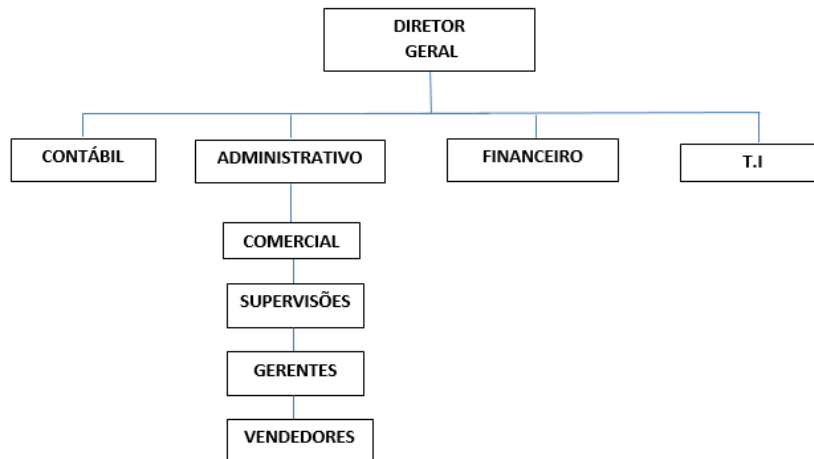 DIRETOR
GERAL
CONTÁBIL
ADMINISTRATIVO
FINANCEIRO
T.I
COMERCIAL
SUPERVISÕES
GERENTES
VENDEDORES